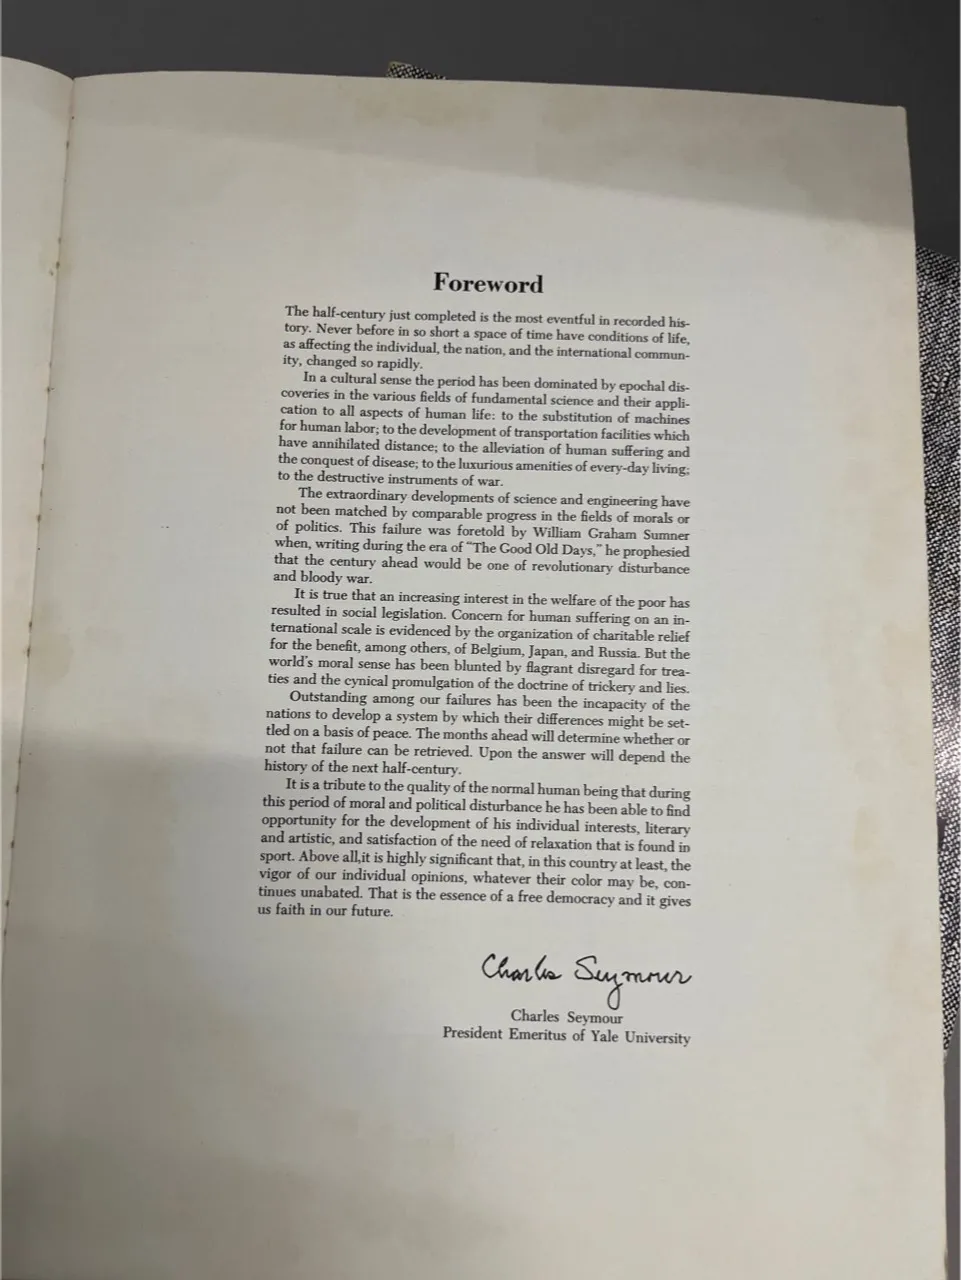 Foreword
The half-century just completed is the most eventful in recorded his-
tory. Never before in so short a space of time have conditions of life,
as affecting the individual, the nation, and the international commun-
ity, changed so rapidly.
In a cultural sense the period has been dominated by epochal dis-
coveries in the various fields of fundamental science and their appli-
cation to all aspects of human life: to the substitution of machines
for human labor; to the development of transportation facilities which
have annihilated distance; to the alleviation of human suffering and
the conquest of disease; to the luxurious amenities of every-day living;
to the destructive instruments of war.
The extraordinary developments of science and engineering have
not been matched by comparable progress in the fields of morals or
of politics. This failure was foretold by William Graham Sumner
when, writing during the era of "The Good Old Days," he prophesied
that the century ahead would be one of revolutionary disturbance
and bloody war.
It is true that an increasing interest in the welfare of the poor has
resulted in social legislation. Concern for human suffering on an in-
ternational scale is evidenced by the organization of charitable relief
for the benefit, among others, of Belgium, Japan, and Russia. But the
world's moral sense has been blunted by flagrant disregard for trea-
ties and the cynical promulgation of the doctrine of trickery and lies.
Outstanding among our failures has been the incapacity of the
nations to develop a system by which their differences might be set-
tled on a basis of peace. The months ahead will determine whether or
not that failure can be retrieved. Upon the answer will depend the
history of the next half-century.
It is a tribute to the quality of the normal human being that during
this period of moral and political disturbance he has been able to find
opportunity for the development of his individual interests, literary
and artistic, and satisfaction of the need of relaxation that is found in
sport. Above all,it is highly significant that, in this country at least, the
vigor of our individual opinions, whatever their color may be, con-
tinues unabated. That is the essence of a free democracy and it gives
us faith in our future.
Charles Seymour
Charles Seymour
President Emeritus of Yale University